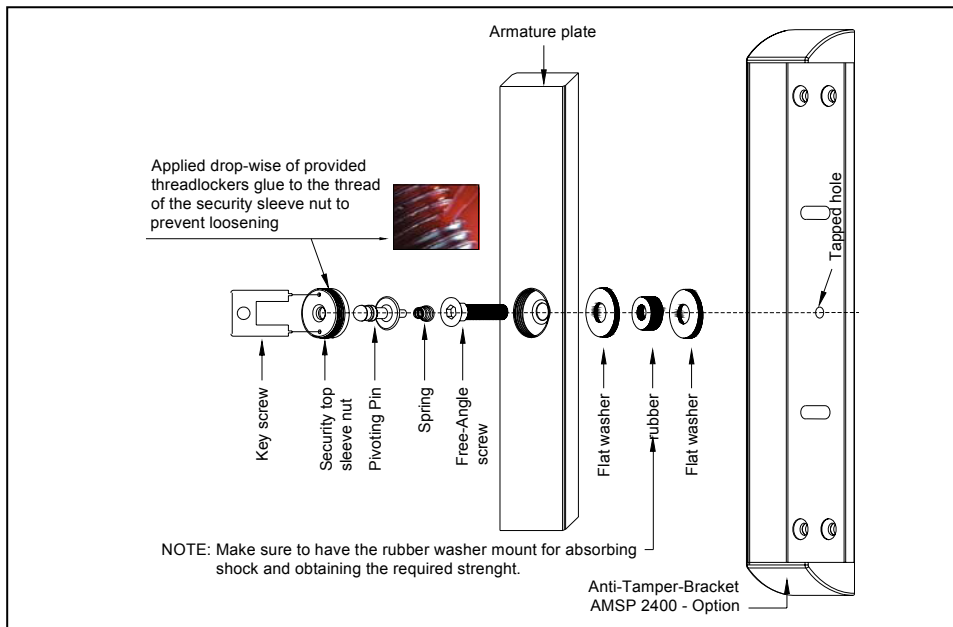 Armature plate
Applied drop-wise of provided
threadlockers glue to the thread
of the security sleeve nut to
prevent loosening
Tapped hole
Key screw
Security top
sleeve nut
Pivoting Pin
Spring
Free-Angle
screw
Flat washer
rubber
Flat washer
NOTE: Make sure to have the rubber washer mount for absorbing
shock and obtaining the required strenght.
Anti-Tamper-Bracket
AMSP 2400 - Option